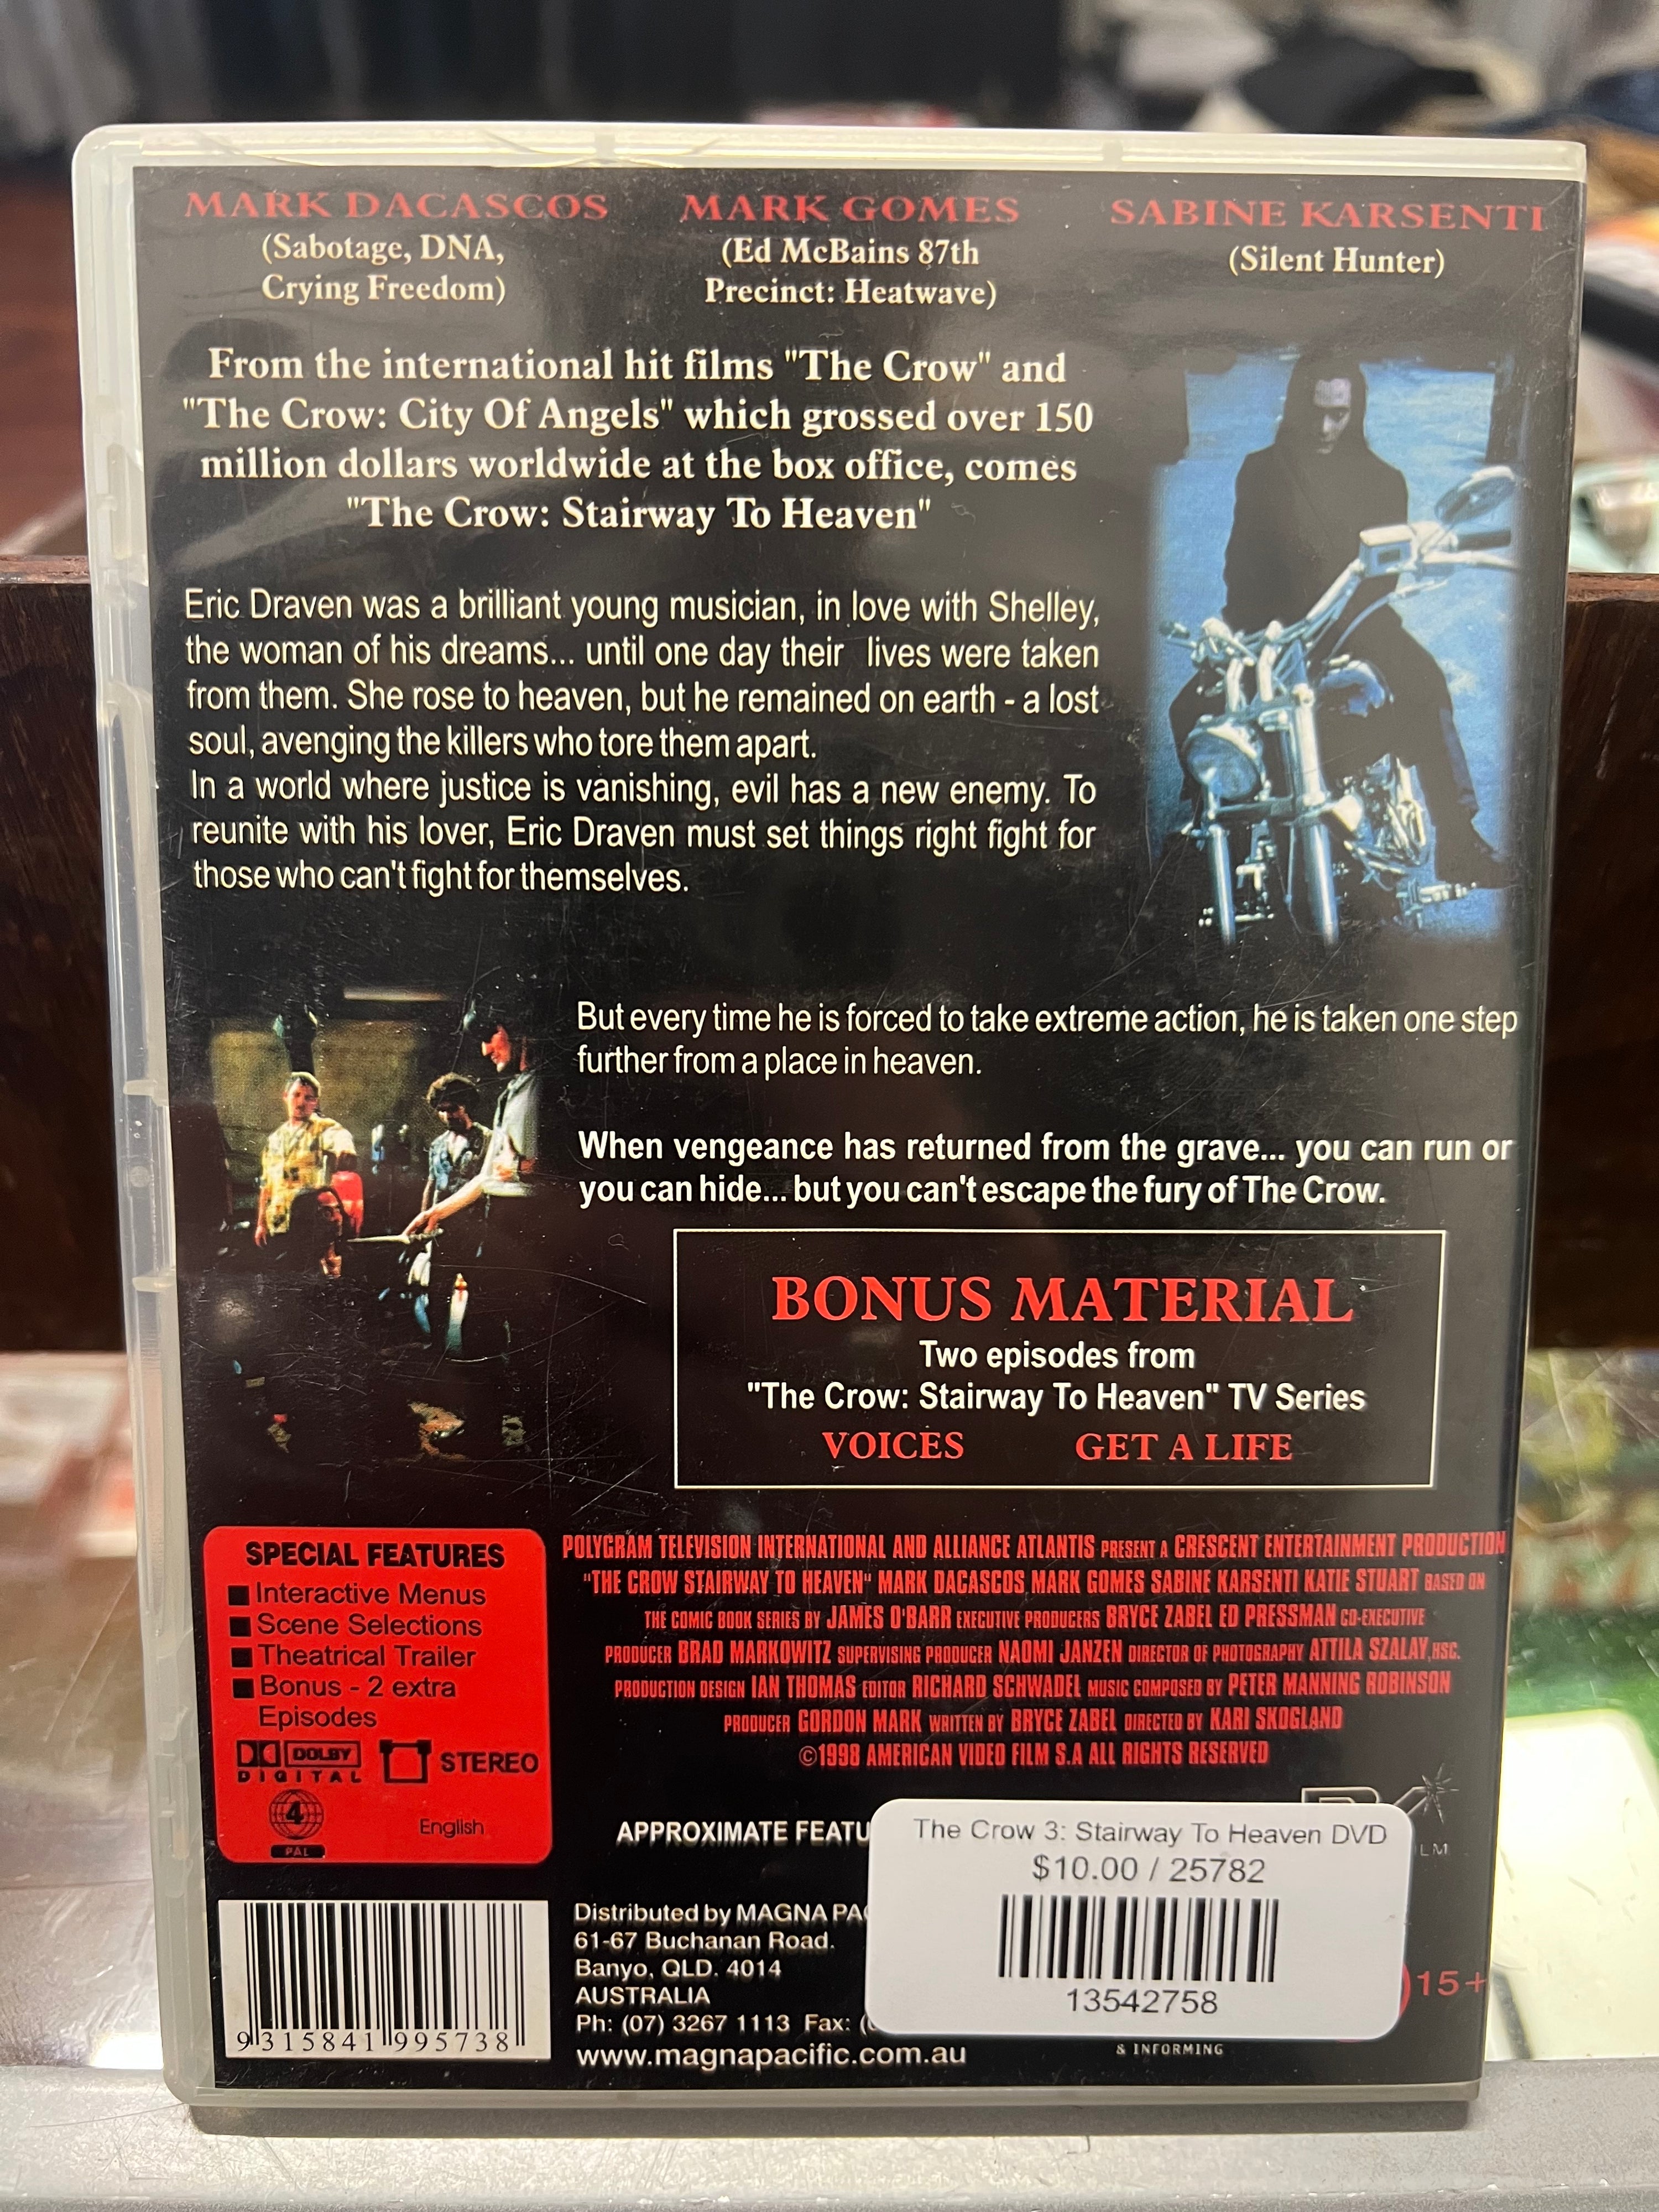 MARK DACASCOS
(Sabotage, DNA,
Crying Freedom)
MARK GOMES
(Ed McBains 87th
Precinct: Heatwave)
SABINE KARSENTI
(Silent Hunter)
From the international hit films "The Crow" and
"The Crow: City Of Angels" which grossed over 150
million dollars worldwide at the box office, comes
"The Crow: Stairway To Heaven"
Eric Draven was a brilliant young musician, in love with Shelley,
the woman of his dreams... until one day their lives were taken
from them. She rose to heaven, but he remained on earth - a lost
soul, avenging the killers who tore them apart.
In a world where justice is vanishing, evil has a new enemy. To
reunite with his lover, Eric Draven must set things right fight for
those who can't fight for themselves.
But every time he is forced to take extreme action, he is taken one step
further from a place in heaven.
When vengeance has returned from the grave... you can run or
you can hide... but you can't escape the fury of The Crow.
BONUS MATERIAL
Two episodes from
"The Crow: Stairway To Heaven" TV Series
VOICES GET A LIFE
SPECIAL FEATURES
Interactive Menus
Scene Selections
Theatrical Trailer
Bonus - 2 extra
Episodes
DOLBY
DIGITAL
STEREO
4
PAL
English
POLYGRAM TELEVISION INTERNATIONAL AND ALLIANCE ATLANTIS PRESENT A CRESCENT ENTERTAINMENT PRODUCTION
"THE CROW STAIRWAY TO HEAVEN" MARK DACASCOS MARK GOMES SABINE KARSENTI KATIE STUART BASED ON
THE COMIC BOOK SERIES BY JAMES O'BARR EXECUTIVE PRODUCERS BRYCE ZABEL ED PRESSMAN CO-EXECUTIVE
PRODUCER BRAD MARKOWITZ SUPERVISING PRODUCER NAOMI JANZEN DIRECTOR OF PHOTOGRAPHY ATTILA SZALAY,HSC.
PRODUCTION DESIGN IAN THOMAS EDITOR RICHARD SCHWADEL MUSIC COMPOSED BY PETER MANNING ROBINSON
PRODUCER GORDON MARK WRITTEN BY BRYCE ZABEL DIRECTED BY KARI SKOGLAND
©1998 AMERICAN VIDEO FILM S.A ALL RIGHTS RESERVED
APPROXIMATE FEATU
LM
The Crow 3: Stairway To Heaven DVD
$10.00 / 25782
13542758
15+
9 315841 995738
Distributed by MAGNA PAC
61-67 Buchanan Road.
Banyo, QLD. 4014
AUSTRALIA
Ph: (07) 3267 1113 Fax: (
www.magnapacific.com.au
& INFORMING